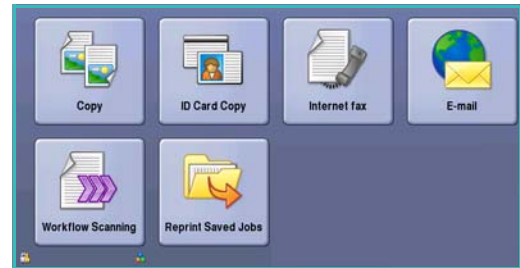 Copy
ID Card Copy
Internet fax
E-mail
Workflow Scanning
Reprint Saved Jobs